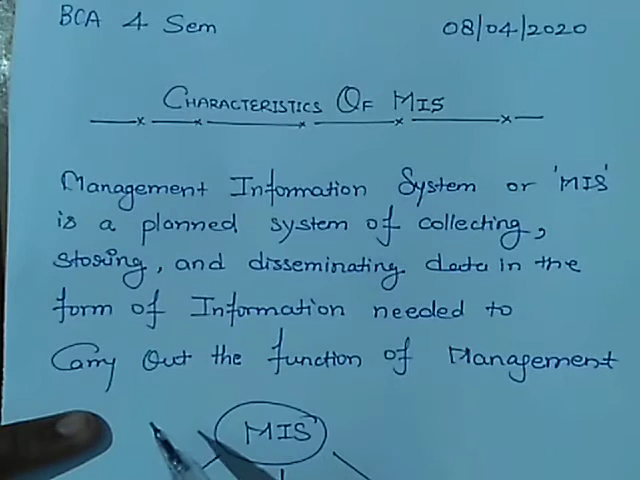 BCA 4 Sem
08/04/2020
CHARACTERISTICS OF MIS
Management Information System or 'MIS'
is a planned system of collecting,
storing, and disseminating data in the
form of Information needed to
Carry Out the function of Management
MIS